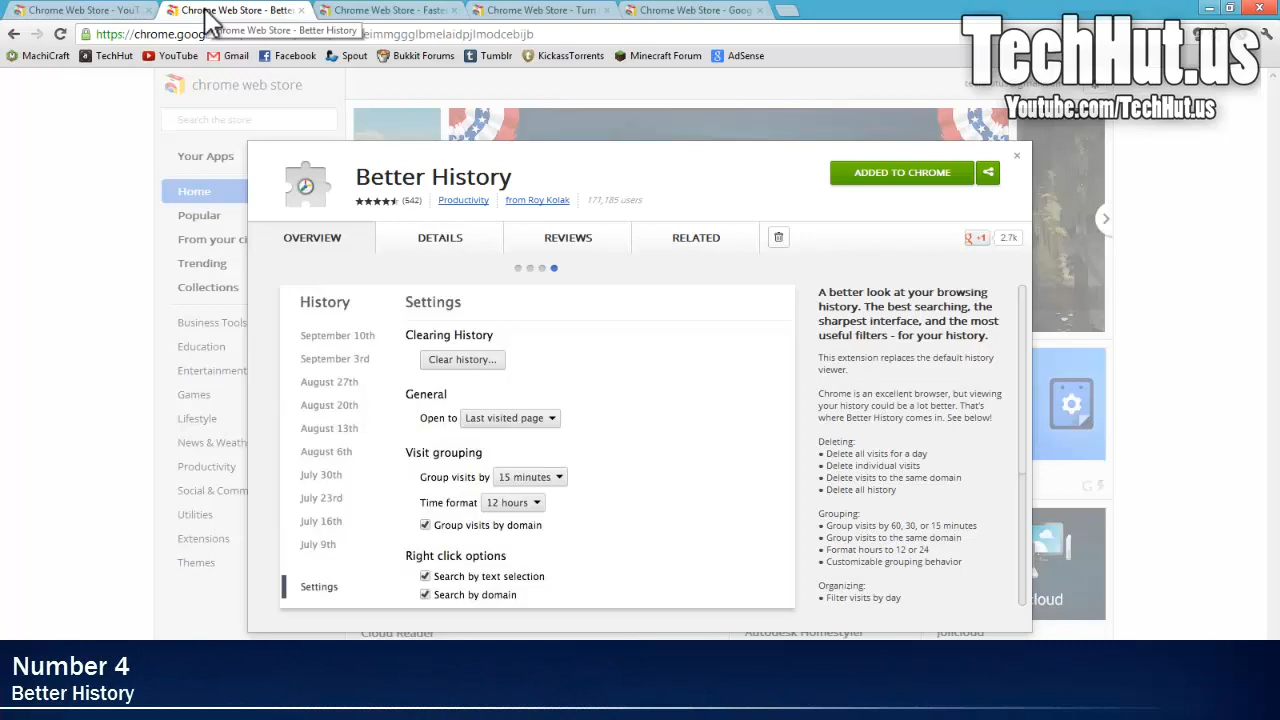 Chrome Web Store - YouT
Chrome Web Store - Bette
Chrome Web Store - Faste
Chrome Web Store - Turn
Chrome Web Store - Goog
Chrome Web Store - Better History
https://chrome.goog
eimmggglbmelaidpjlmodcebijb
MachiCraft
TechHut
YouTube
Gmail
Facebook
Spout
Bukkit Forums
Tumblr
KickassTorrents
Minecraft Forum
AdSense
TechHut.us
Youtube.com/TechHut.us
chrome web store
Search the store
Your Apps
Home
Popular
From your ci
Trending
Collections
Business Tools
Education
Entertainment
Games
Lifestyle
News & Weath
Productivity
Social & Comm
Utilities
Extensions
Themes
Better History
(542)
Productivity
from Roy Kolak
171,185 users
ADDED TO CHROME
OVERVIEW
DETAILS
REVIEWS
RELATED
+1
2.7k
History
September 10th
September 3rd
August 27th
August 20th
August 13th
August 6th
July 30th
July 23rd
July 16th
July 9th
Settings
Settings
Clearing History
Clear history...
General
Open to Last visited page
Visit grouping
Group visits by 15 minutes
Time format 12 hours
Group visits by domain
Right click options
Search by text selection
Search by domain
A better look at your browsing
history. The best searching, the
sharpest interface, and the most
useful filters - for your history.
This extension replaces the default history
viewer.
Chrome is an excellent browser, but viewing
your history could be a lot better. That's
where Better History comes in. See below!
Deleting:
• Delete all visits for a day
• Delete individual visits
• Delete visits to the same domain
• Delete all history
Grouping:
• Group visits by 60, 30, or 15 minutes
• Group visits to the same domain
• Format hours to 12 or 24
• Customizable grouping behavior
Organizing:
• Filter visits by day
cloud
Cloud Reader
Autodesk Homestyler
Jolicloud
Number 4
Better History